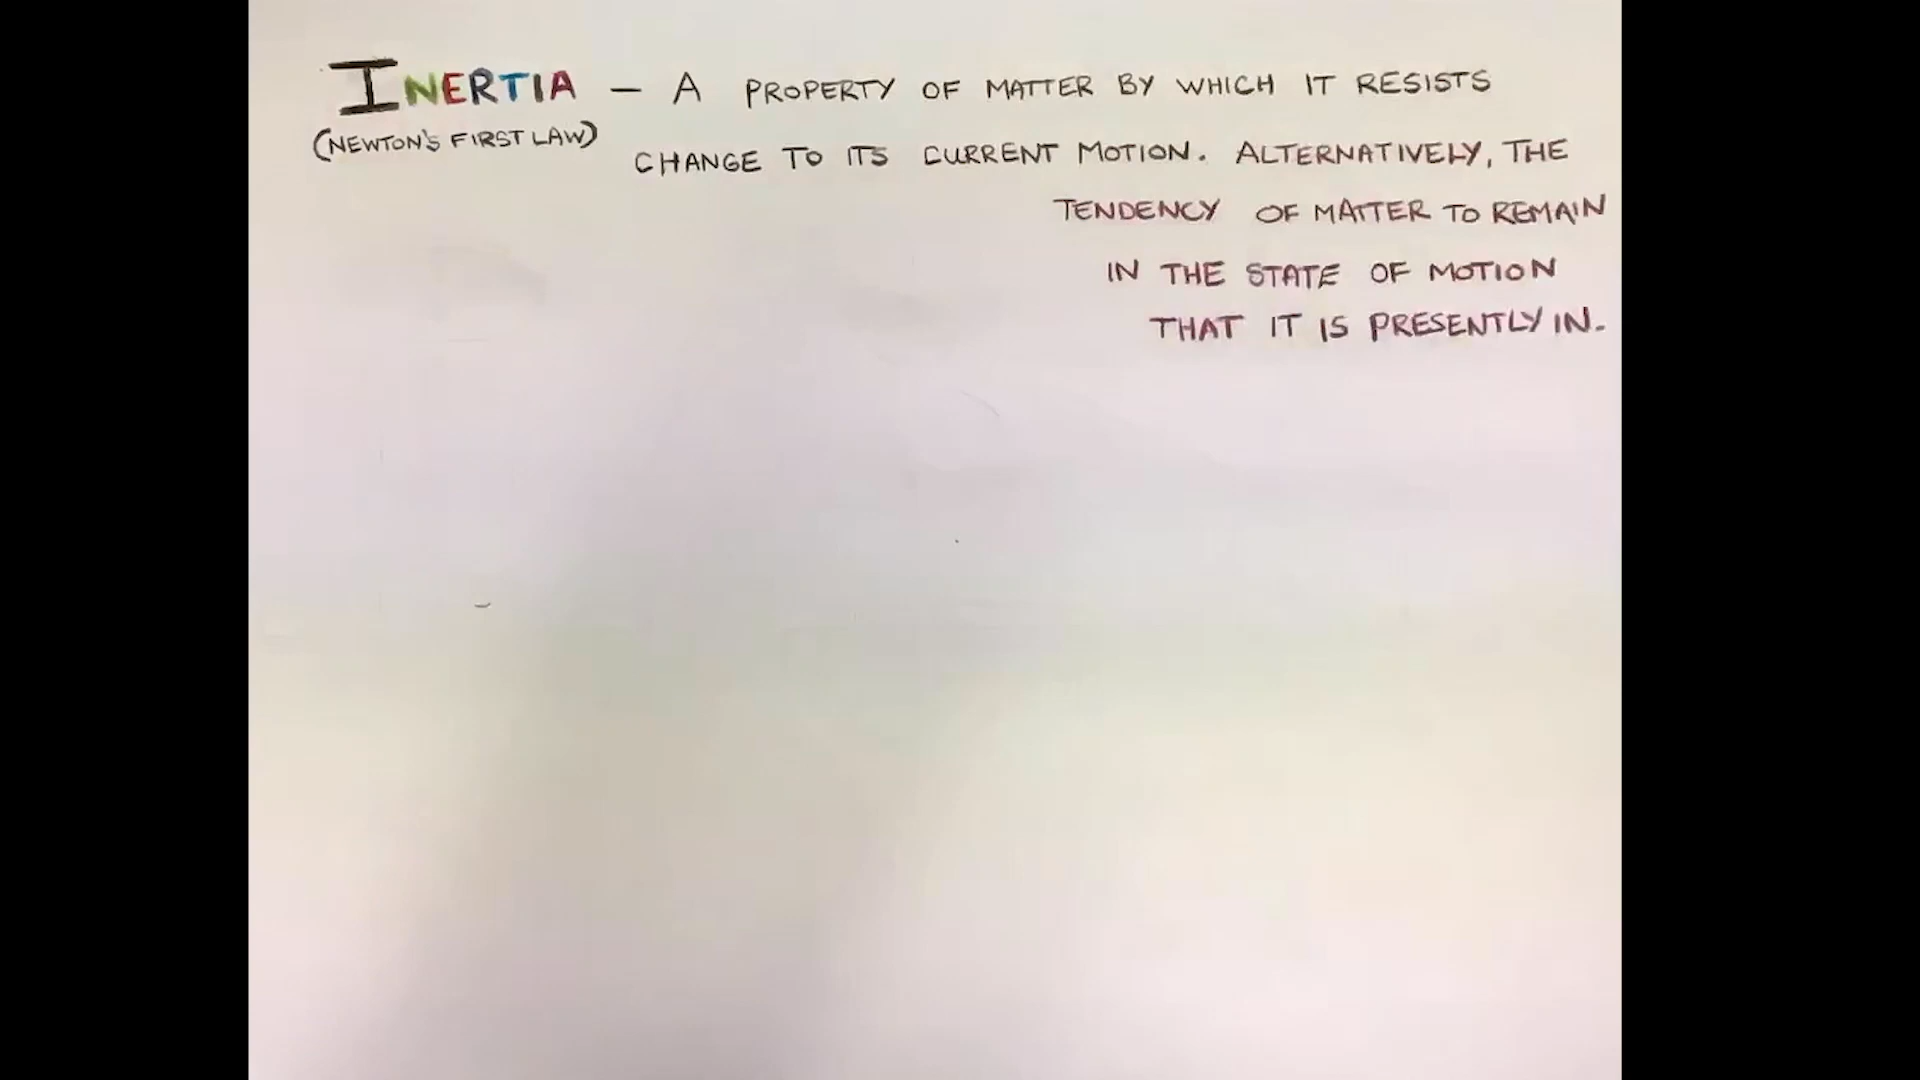 INERTIA — A PROPERTY OF MATTER BY WHICH IT RESISTS
(NEWTON'S FIRST LAW)
CHANGE TO ITS CURRENT MOTION. ALTERNATIVELY, THE
TENDENCY OF MATTER TO REMAIN
IN THE STATE OF MOTION
THAT IT IS PRESENTLY IN.